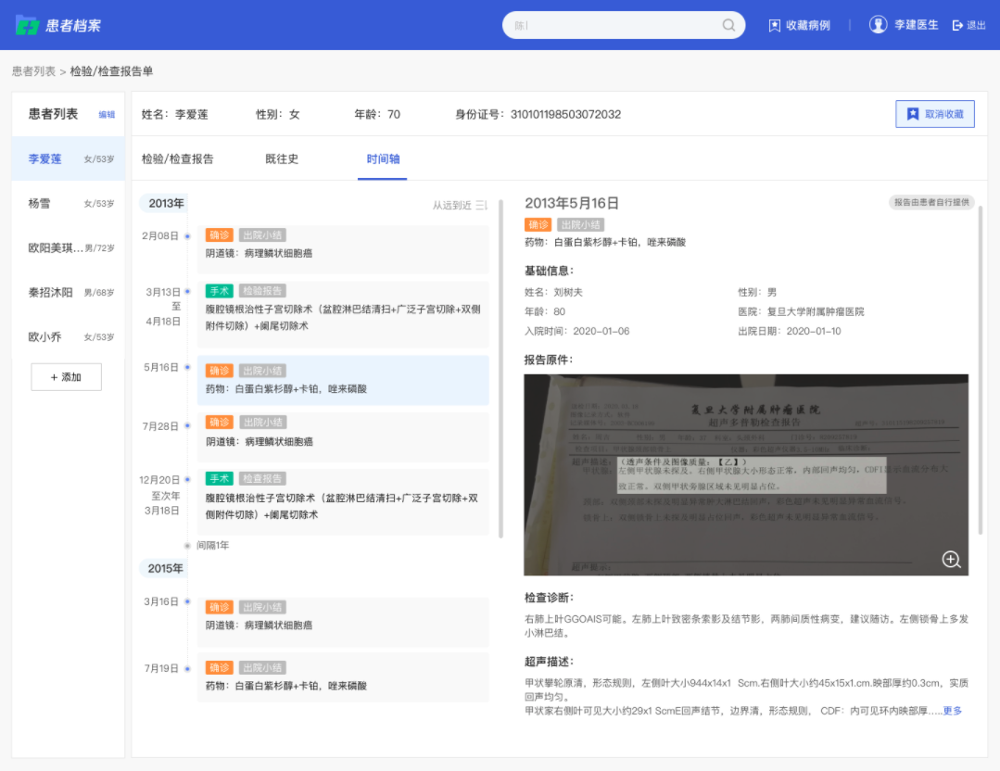 患者档案
陈
收藏病例
李建医生
退出
患者列表 > 检验/检查报告单
患者列表 编辑
李爱莲 女/53岁
杨雪 女/53岁
欧阳美琪... 男/72岁
秦招沐阳 男/68岁
欧小乔 女/53岁
+ 添加
姓名：李爱莲 性别：女 年龄：70 身份证号：310101198503072032
取消收藏
检验/检查报告 既往史 时间轴
2013年 从远到近
2月08日 确诊 出院小结
阴道镜：病理鳞状细胞癌
3月13日 至 4月18日
手术 检验报告
腹腔镜根治性子宫切除术（盆腔淋巴结清扫+广泛子宫切除+双侧
附件切除）+阑尾切除术
5月16日 确诊 出院小结
药物：白蛋白紫杉醇+卡铂，唑来磷酸
7月28日 确诊 出院小结
阴道镜：病理鳞状细胞癌
12月20日 至次年 3月18日
手术 检查报告
腹腔镜根治性子宫切除术（盆腔淋巴结清扫+广泛子宫切除+双
侧附件切除）+阑尾切除术
间隔1年
2015年
3月16日 确诊 出院小结
阴道镜：病理鳞状细胞癌
7月19日 确诊 出院小结
药物：白蛋白紫杉醇+卡铂，唑来磷酸
2013年5月16日 报告由患者自行提供
确诊 出院小结
药物：白蛋白紫杉醇+卡铂，唑来磷酸
基础信息：
姓名：刘树夫 性别：男
年龄：80 医院：复旦大学附属肿瘤医院
入院时间：2020-01-06 出院日期：2020-01-10
报告原件：
复旦大学附属肿瘤医院
超声多普勒检查报告
超声描述：（透声条件及图像质量：【乙】）
甲状腺：左侧甲状腺未探及。右侧甲状腺大小形态正常，内部回声均匀，CDFI显示血流分布大
致正常。双侧甲状旁腺区域未见明显占位。
检查诊断：
右肺上叶GGOAIS可能。左肺上叶致密条索影及结节影，两肺间质性病变，建议随访。左侧锁骨上多发
小淋巴结。
超声描述：
甲状攀轮原清，形态规则，左侧叶大小944x14x1 Scm.右侧叶大小约45x15x1.cm.映部厚约0.3cm，实质
回声均匀。
甲状家右侧叶可见大小约29x1 ScmE回声结节，边界清，形态规则， CDF：内可见环内映部厚.....更多